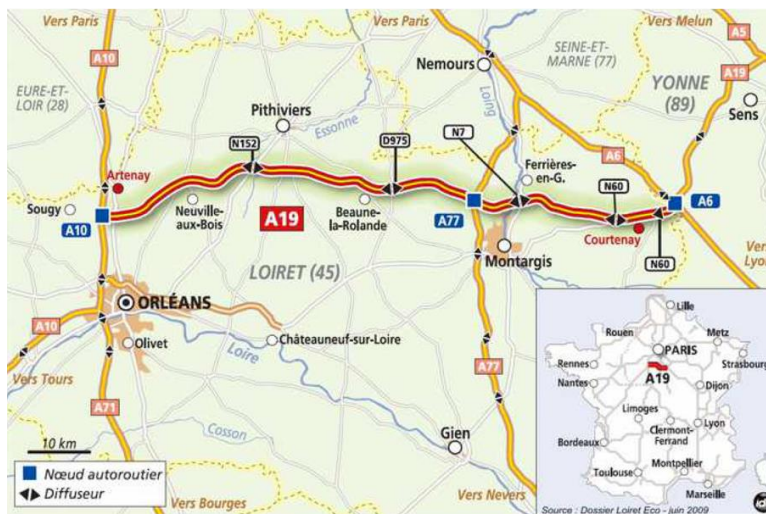 Vers Paris
A10
Vers Paris
Vers Melun
A5
A19
SEINE-ET-
MARNE (77)
YONNE
(89)
Nemours
EURE-ET-
LOIR (28)
Sens
Pithiviers
Loing
Essonne
N152
D975
N7
A6
Artenay
Ferrières-
en-G.
N60
Sougy
A10
Neuville-
aux-Bois
A19
Beaune-
la-Rolande
A77
A6
Courtenay
N60
Montargis
Vers
Lyon
LOIRET (45)
ORLÉANS
A10
Olivet
Châteauneuf-sur-Loire
Loire
Vers Tours
A77
A71
Cosson
Gien
10 km
Nœud autoroutier
Diffuseur
Vers Bourges
Vers Nevers
Lille
Rouen
Metz
PARIS
Strasbourg
Rennes
A19
Nantes
Dijon
Limoges
Lyon
Clermont-
Ferrand
Bordeaux
Toulouse
Montpellier
Marseille
Source : Dossier Loiret Eco - juin 2009